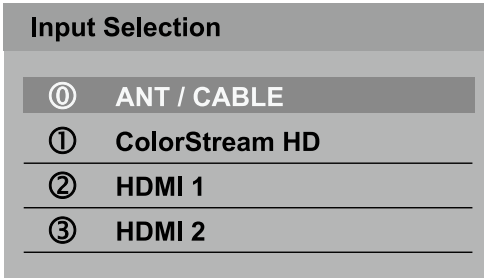 Input Selection
⓪ ANT / CABLE
① ColorStream HD
② HDMI 1
③ HDMI 2